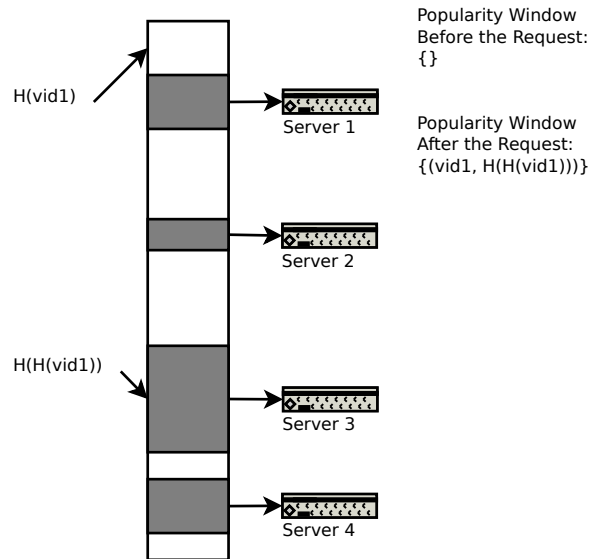 Popularity Window
Before the Request:
{}
H(vid1)
Server 1
Popularity Window
After the Request:
{(vid1, H(H(vid1)))}
Server 2
H(H(vid1))
Server 3
Server 4